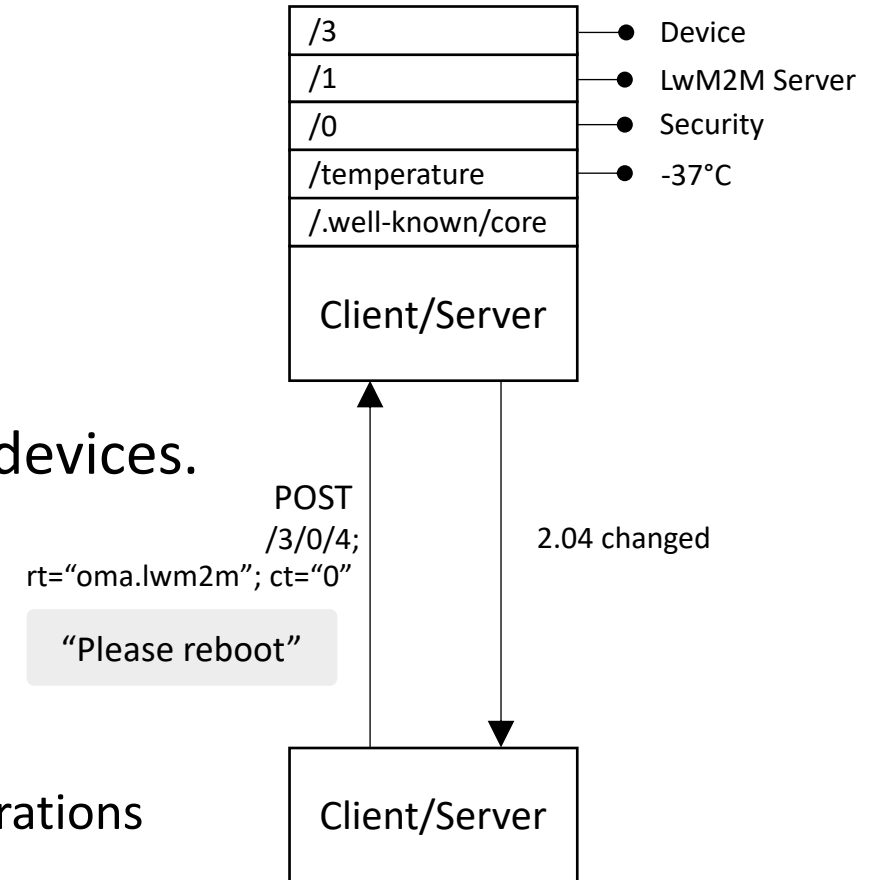 /3
Device
/1
LwM2M Server
/0
Security
/temperature
-37°C
/.well-known/core
Client/Server
devices.
POST
/3/0/4;
rt=“oma.lwm2m”; ct=“0”
2.04 changed
“Please reboot”
rations
Client/Server